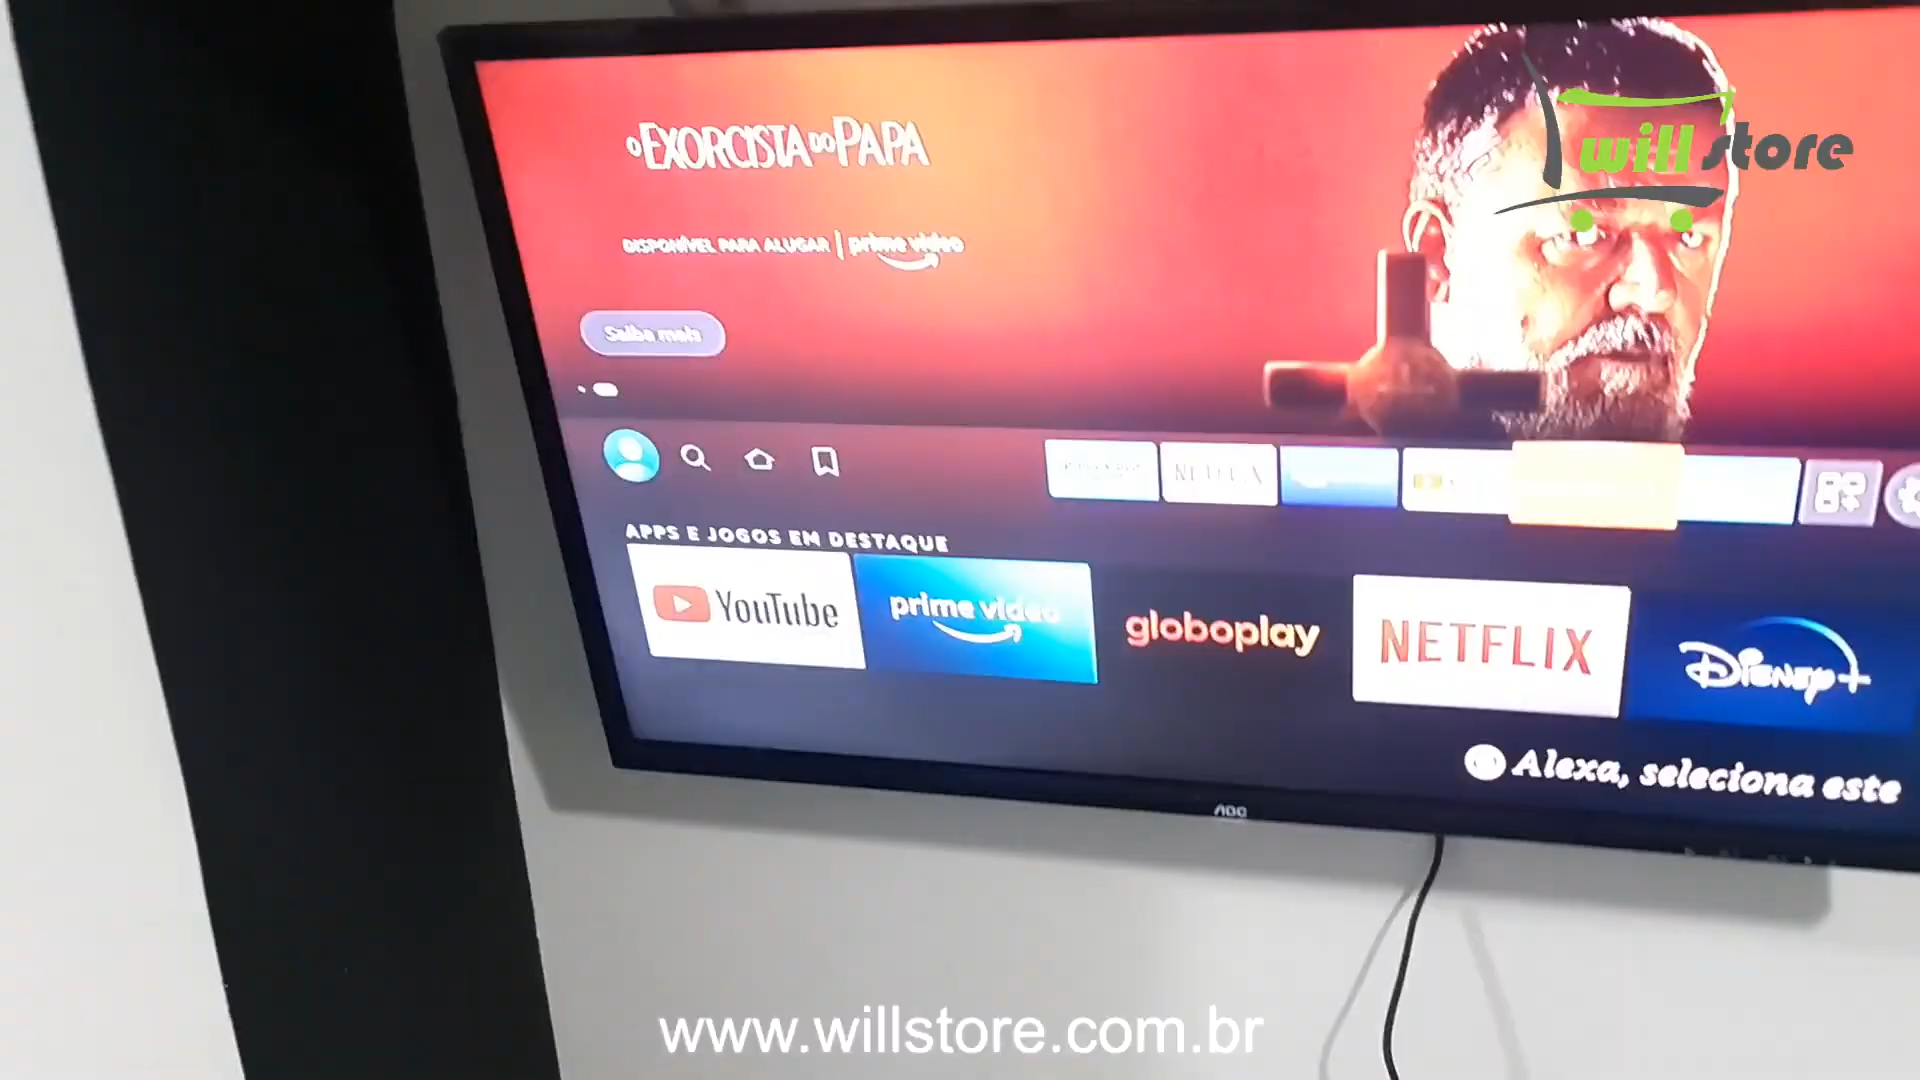 O EXORCISTA DO PAPA
will store
DISPONÍVEL PARA ALUGAR | prime video
Saiba mais
NETFLIX
APPS E JOGOS EM DESTAQUE
YouTube
prime video
globoplay
NETFLIX
Disney+
Alexa, seleciona este
AOC
www.willstore.com.br